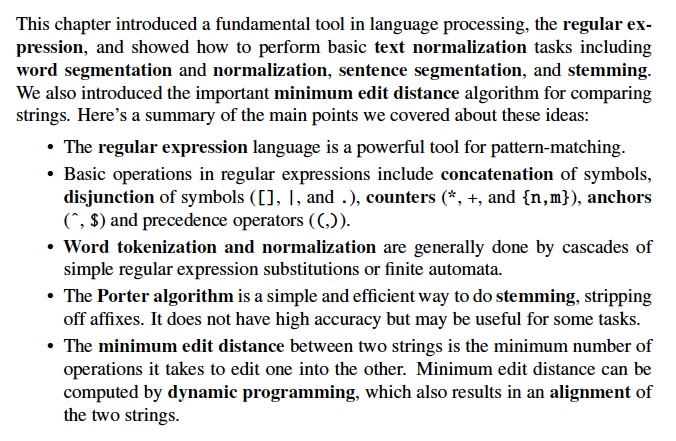 This chapter introduced a fundamental tool in language processing, the regular ex-
pression, and showed how to perform basic text normalization tasks including
word segmentation and normalization, sentence segmentation, and stemming.
We also introduced the important minimum edit distance algorithm for comparing
strings. Here's a summary of the main points we covered about these ideas:
• The regular expression language is a powerful tool for pattern-matching.
• Basic operations in regular expressions include concatenation of symbols,
disjunction of symbols ([], |, and .), counters (*, +, and {n,m}), anchors
(^, $) and precedence operators ((,)).
• Word tokenization and normalization are generally done by cascades of
simple regular expression substitutions or finite automata.
• The Porter algorithm is a simple and efficient way to do stemming, stripping
off affixes. It does not have high accuracy but may be useful for some tasks.
• The minimum edit distance between two strings is the minimum number of
operations it takes to edit one into the other. Minimum edit distance can be
computed by dynamic programming, which also results in an alignment of
the two strings.